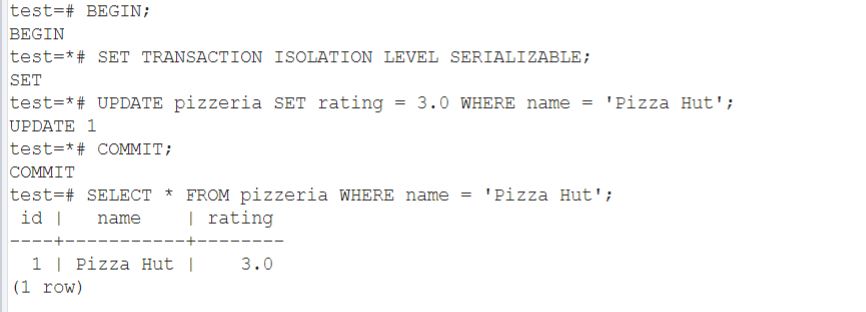 test=# BEGIN;
BEGIN
test=*# SET TRANSACTION ISOLATION LEVEL SERIALIZABLE;
SET
test=*# UPDATE pizzeria SET rating = 3.0 WHERE name = 'Pizza Hut';
UPDATE 1
test=*# COMMIT;
COMMIT
test=# SELECT * FROM pizzeria WHERE name = 'Pizza Hut';
 id |   name    | rating
----+-----------+--------
  1 | Pizza Hut |    3.0
(1 row)